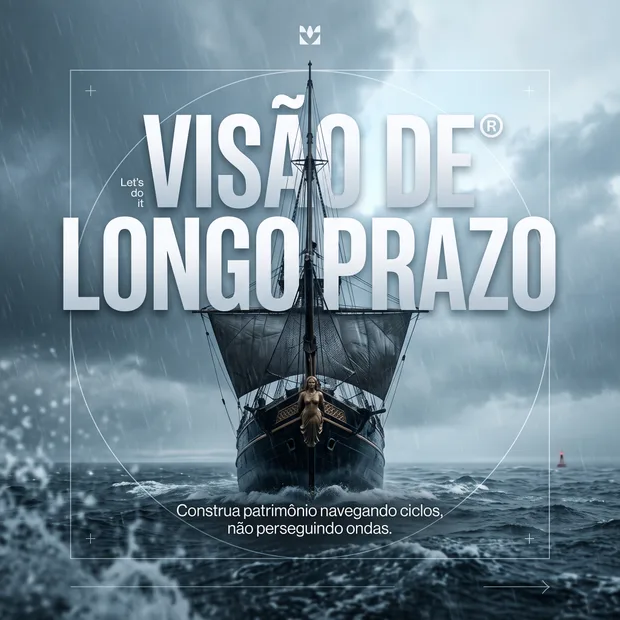 VISÃO DE®
Let's
do
it
LONGO PRAZO
Construa patrimônio navegando ciclos,
não perseguindo ondas.